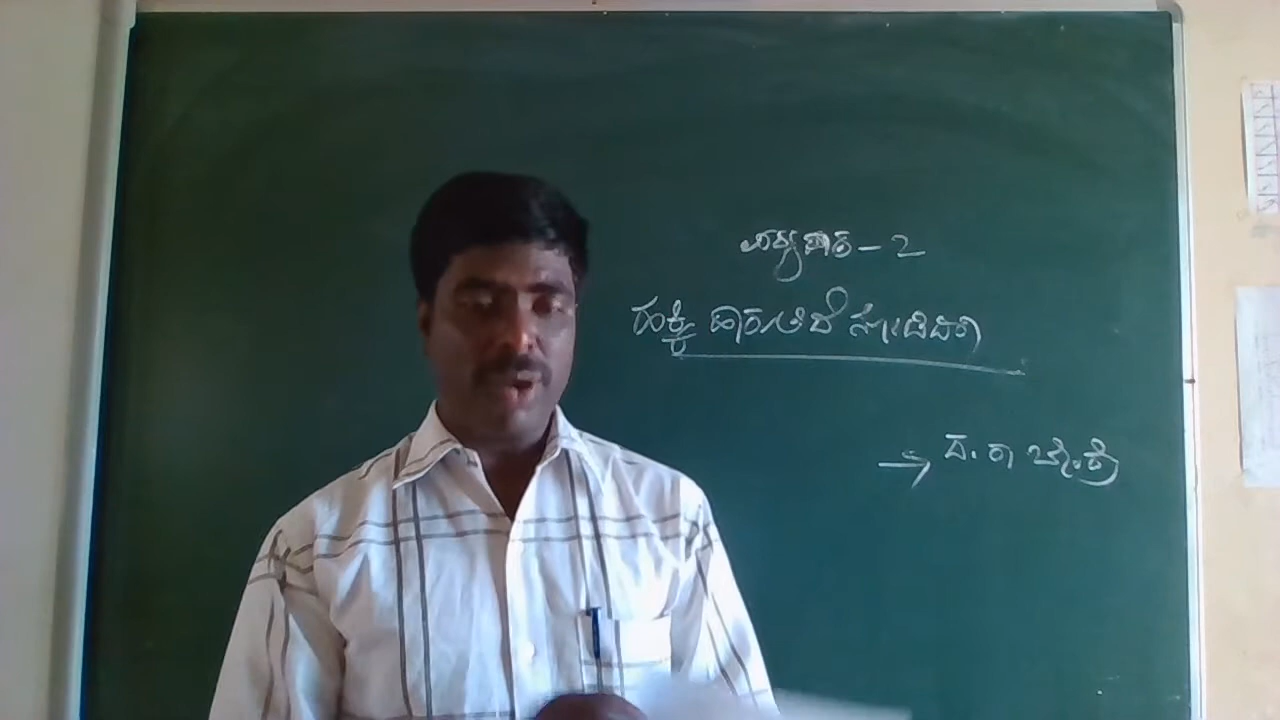 ಪದ್ಯಪಾಠ - 2
ಹಕ್ಕಿ ಹಾರುತಿದೆ ನೋಡಿದಿರಾ
→ ದ. ರಾ ಬೇಂದ್ರೆ